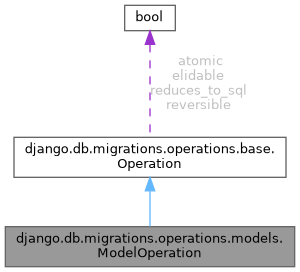 bool
atomic
elidable
reduces_to_sql
reversible
django.db.migrations.operations.base.
Operation
django.db.migrations.operations.models.
ModelOperation